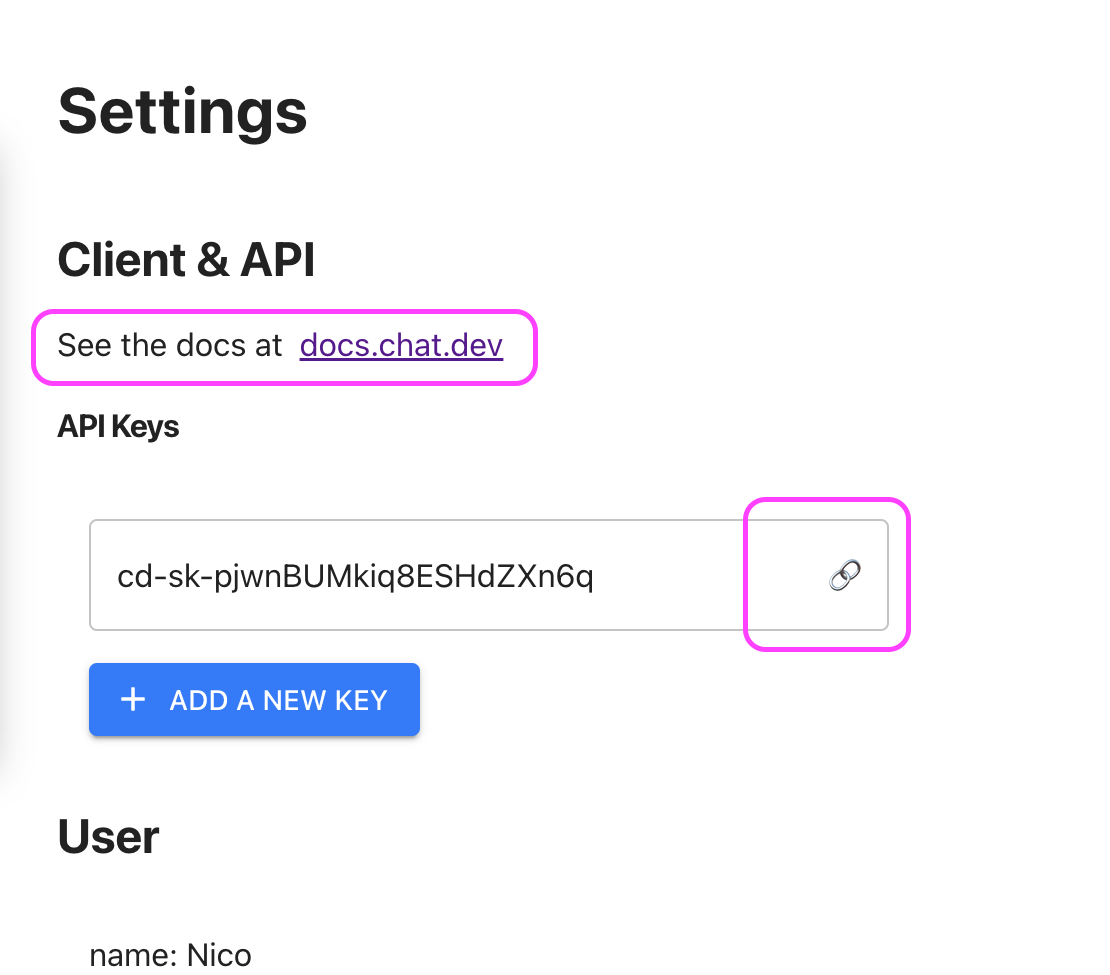 Settings
Client & API
See the docs at docs.chat.dev
API Keys
cd-sk-pjwnBUMkiq8ESHdZXn6q
ADD A NEW KEY
User
name: Nico